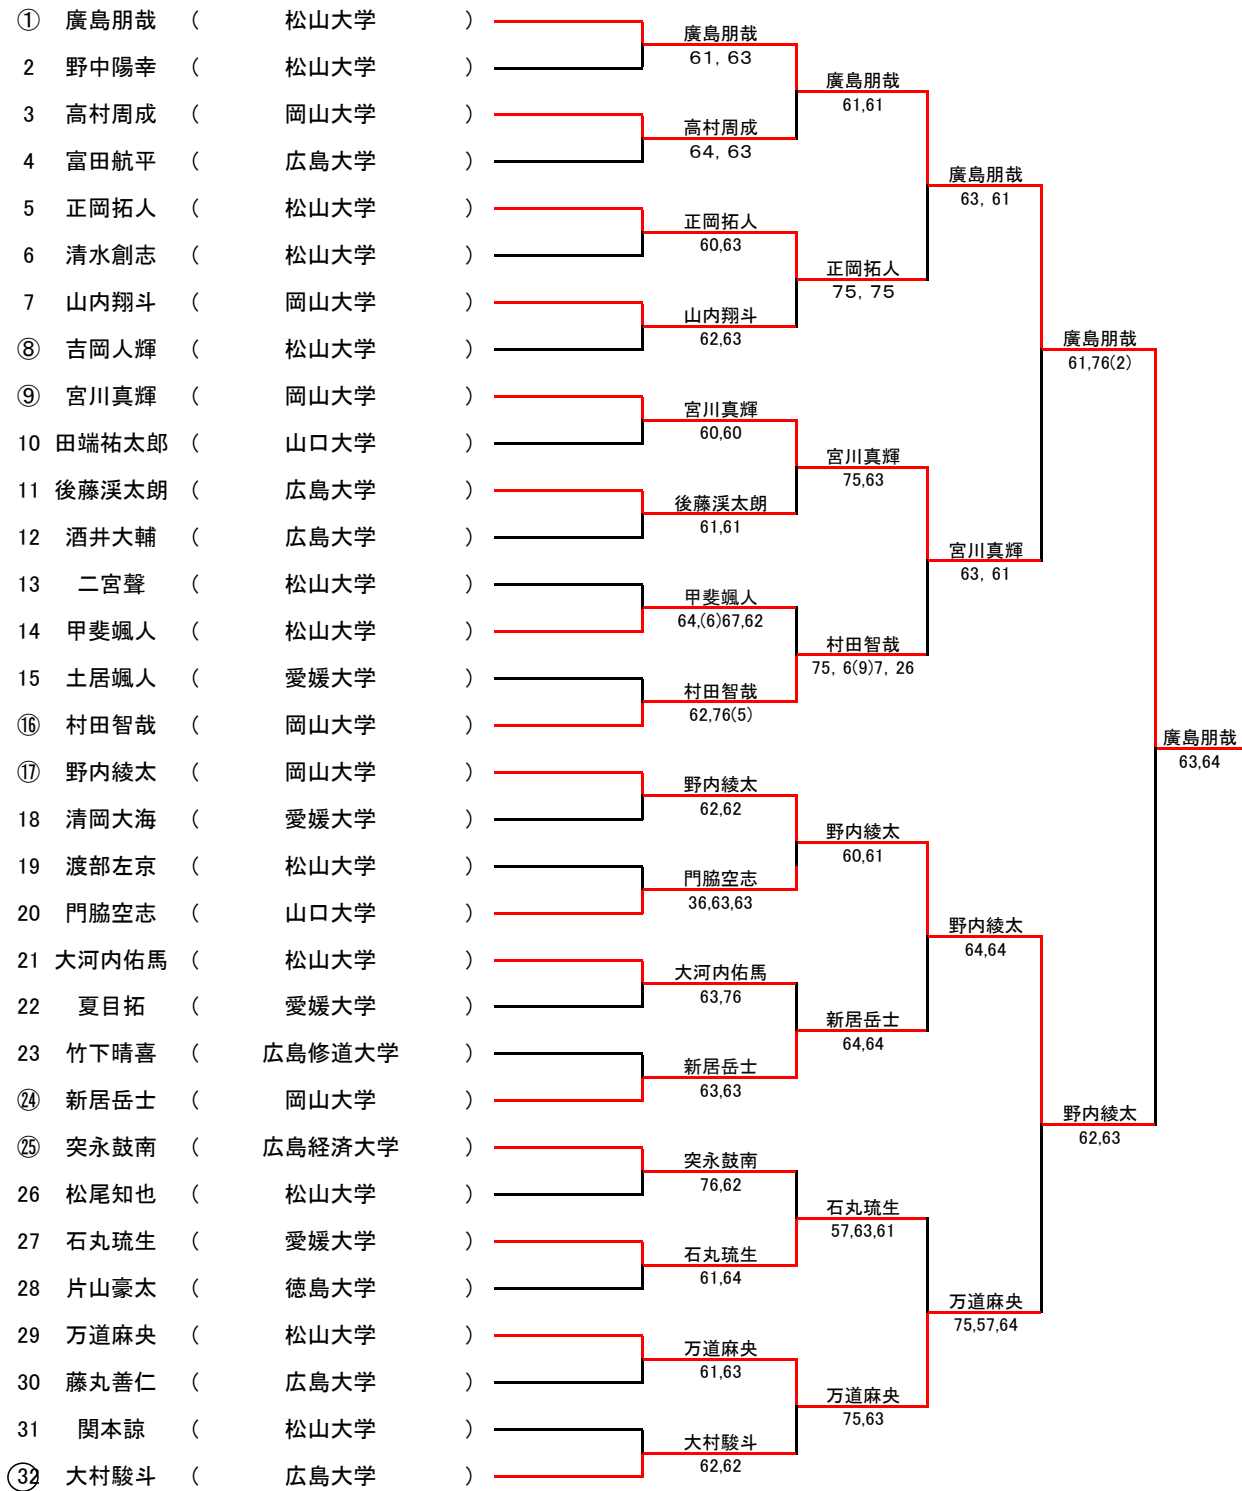 ① 廣島朋哉 ( 松山大学 )
2 野中陽幸 ( 松山大学 )
3 高村周成 ( 岡山大学 )
4 富田航平 ( 広島大学 )
5 正岡拓人 ( 松山大学 )
6 清水創志 ( 松山大学 )
7 山内翔斗 ( 岡山大学 )
⑧ 吉岡人輝 ( 松山大学 )
⑨ 宮川真輝 ( 岡山大学 )
10 田端祐太郎 ( 山口大学 )
11 後藤渓太朗 ( 広島大学 )
12 酒井大輔 ( 広島大学 )
13 二宮聲 ( 松山大学 )
14 甲斐颯人 ( 松山大学 )
15 土居颯人 ( 愛媛大学 )
⑯ 村田智哉 ( 岡山大学 )
⑰ 野内綾太 ( 岡山大学 )
18 清岡大海 ( 愛媛大学 )
19 渡部左京 ( 松山大学 )
20 門脇空志 ( 山口大学 )
21 大河内佑馬 ( 松山大学 )
22 夏目拓 ( 愛媛大学 )
23 竹下晴喜 ( 広島修道大学 )
㉔ 新居岳士 ( 岡山大学 )
㉕ 突永鼓南 ( 広島経済大学 )
26 松尾知也 ( 松山大学 )
27 石丸琉生 ( 愛媛大学 )
28 片山豪太 ( 徳島大学 )
29 万道麻央 ( 松山大学 )
30 藤丸善仁 ( 広島大学 )
31 関本諒 ( 松山大学 )
㉜ 大村駿斗 ( 広島大学 )
廣島朋哉
61, 63
高村周成
64, 63
正岡拓人
60,63
山内翔斗
62,63
宮川真輝
60,60
後藤渓太朗
61,61
甲斐颯人
64,(6)67,62
村田智哉
62,76(5)
野内綾太
62,62
門脇空志
36,63,63
大河内佑馬
63,76
新居岳士
63,63
突永鼓南
76,62
石丸琉生
61,64
万道麻央
61,63
大村駿斗
62,62
廣島朋哉
61,61
正岡拓人
75, 75
宮川真輝
75,63
村田智哉
75, 6(9)7, 26
野内綾太
60,61
新居岳士
64,64
石丸琉生
57,63,61
万道麻央
75,63
廣島朋哉
63, 61
宮川真輝
63, 61
野内綾太
64,64
万道麻央
75,57,64
廣島朋哉
61,76(2)
野内綾太
62,63
廣島朋哉
63,64